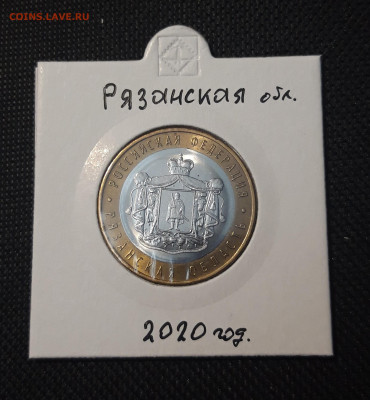 COINS.LAVE.RU
Рязанская обл.
РОССИЙСКАЯ ФЕДЕРАЦИЯ
РЯЗАНСКАЯ ОБЛАСТЬ
2020 год.